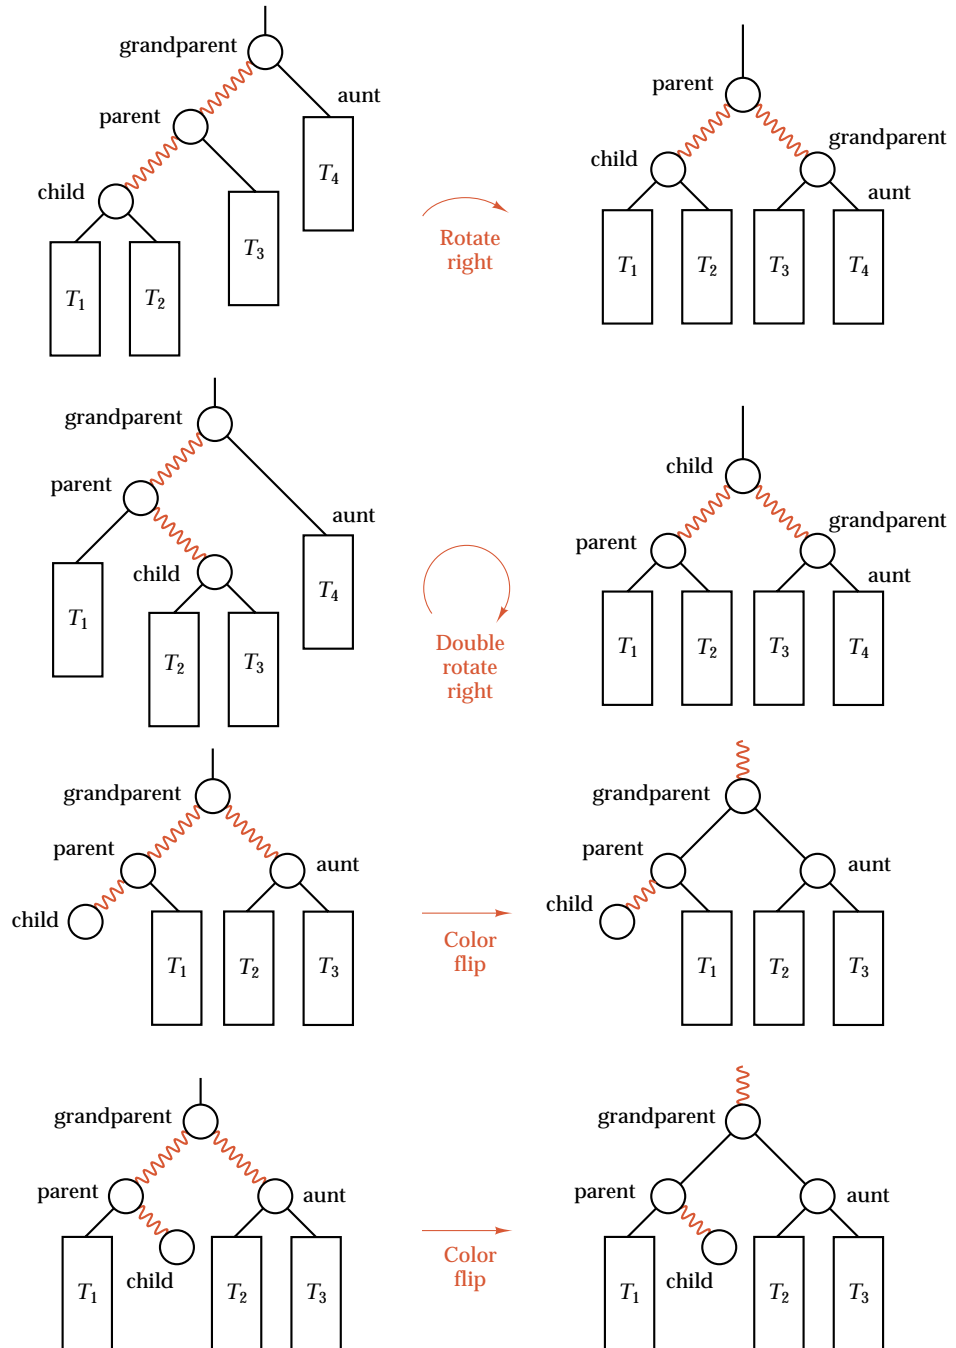 grandparent
aunt
parent
T4
child
T3
T1
T2
Rotate
right
parent
grandparent
child
aunt
T1
T2
T3
T4
grandparent
parent
aunt
child
T4
T1
T2
T3
Double
rotate
right
child
grandparent
parent
aunt
T1
T2
T3
T4
grandparent
parent
aunt
child
T1
T2
T3
Color
flip
grandparent
parent
aunt
child
T1
T2
T3
grandparent
parent
aunt
child
T1
T2
T3
Color
flip
grandparent
parent
aunt
child
T1
T2
T3